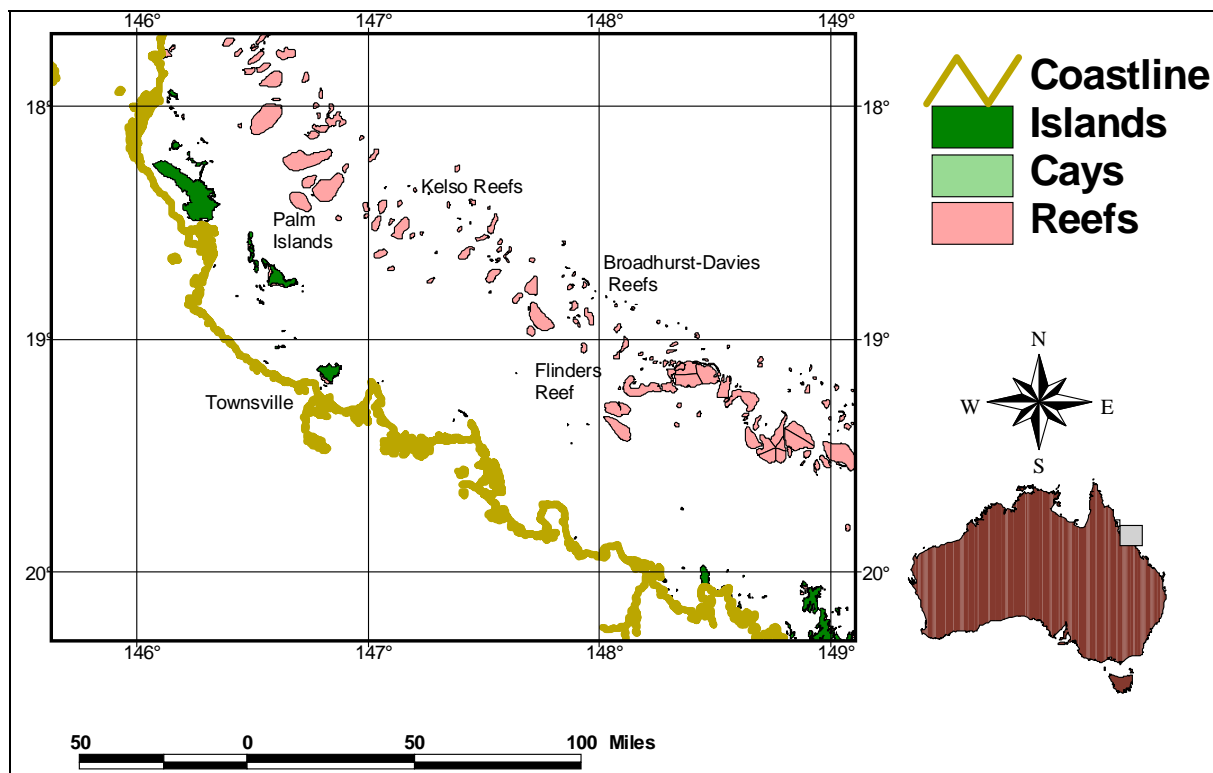 146° 147° 148° 149°
Coastline
Islands
Cays
Reefs
18° 18°
Kelso Reefs
Palm
Islands
Broadhurst-Davies
Reefs
19° 19°
Flinders
Reef
Townsville
N
W E
S
20° 20°
146° 147° 148° 149°
50 0 50 100 Miles